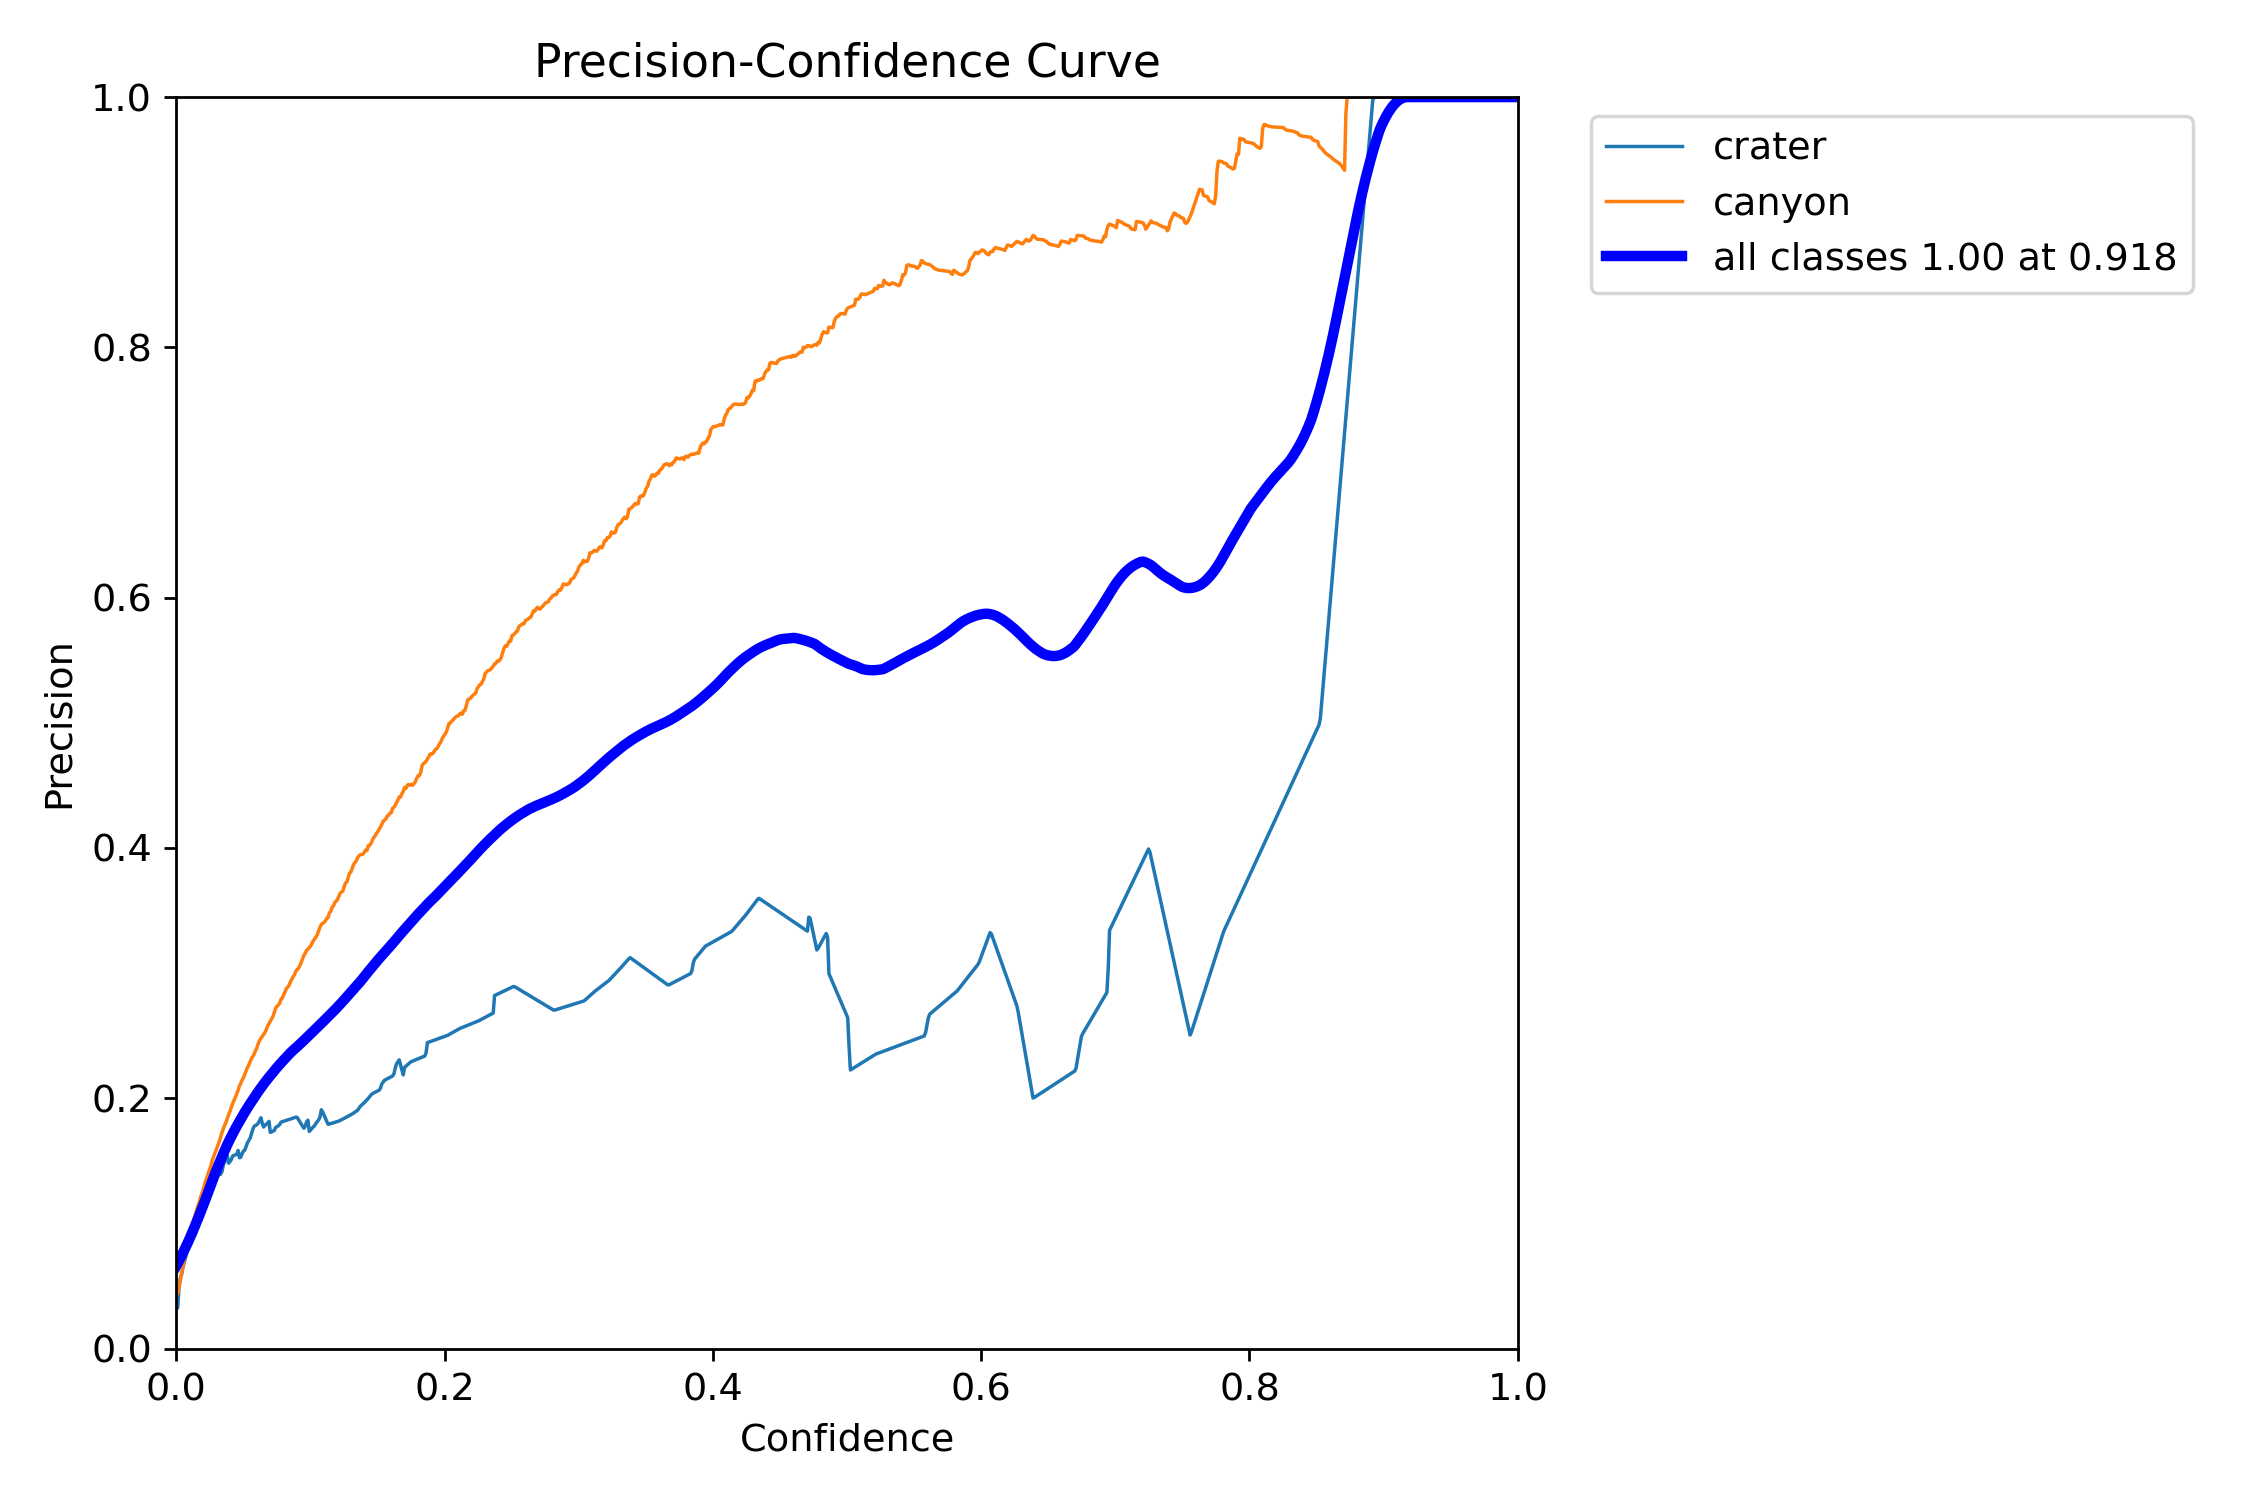 Precision-Confidence Curve
crater
canyon
all classes 1.00 at 0.918
Precision
1.0
0.8
0.6
0.4
0.2
0.0
0.0 0.2 0.4 0.6 0.8 1.0
Confidence